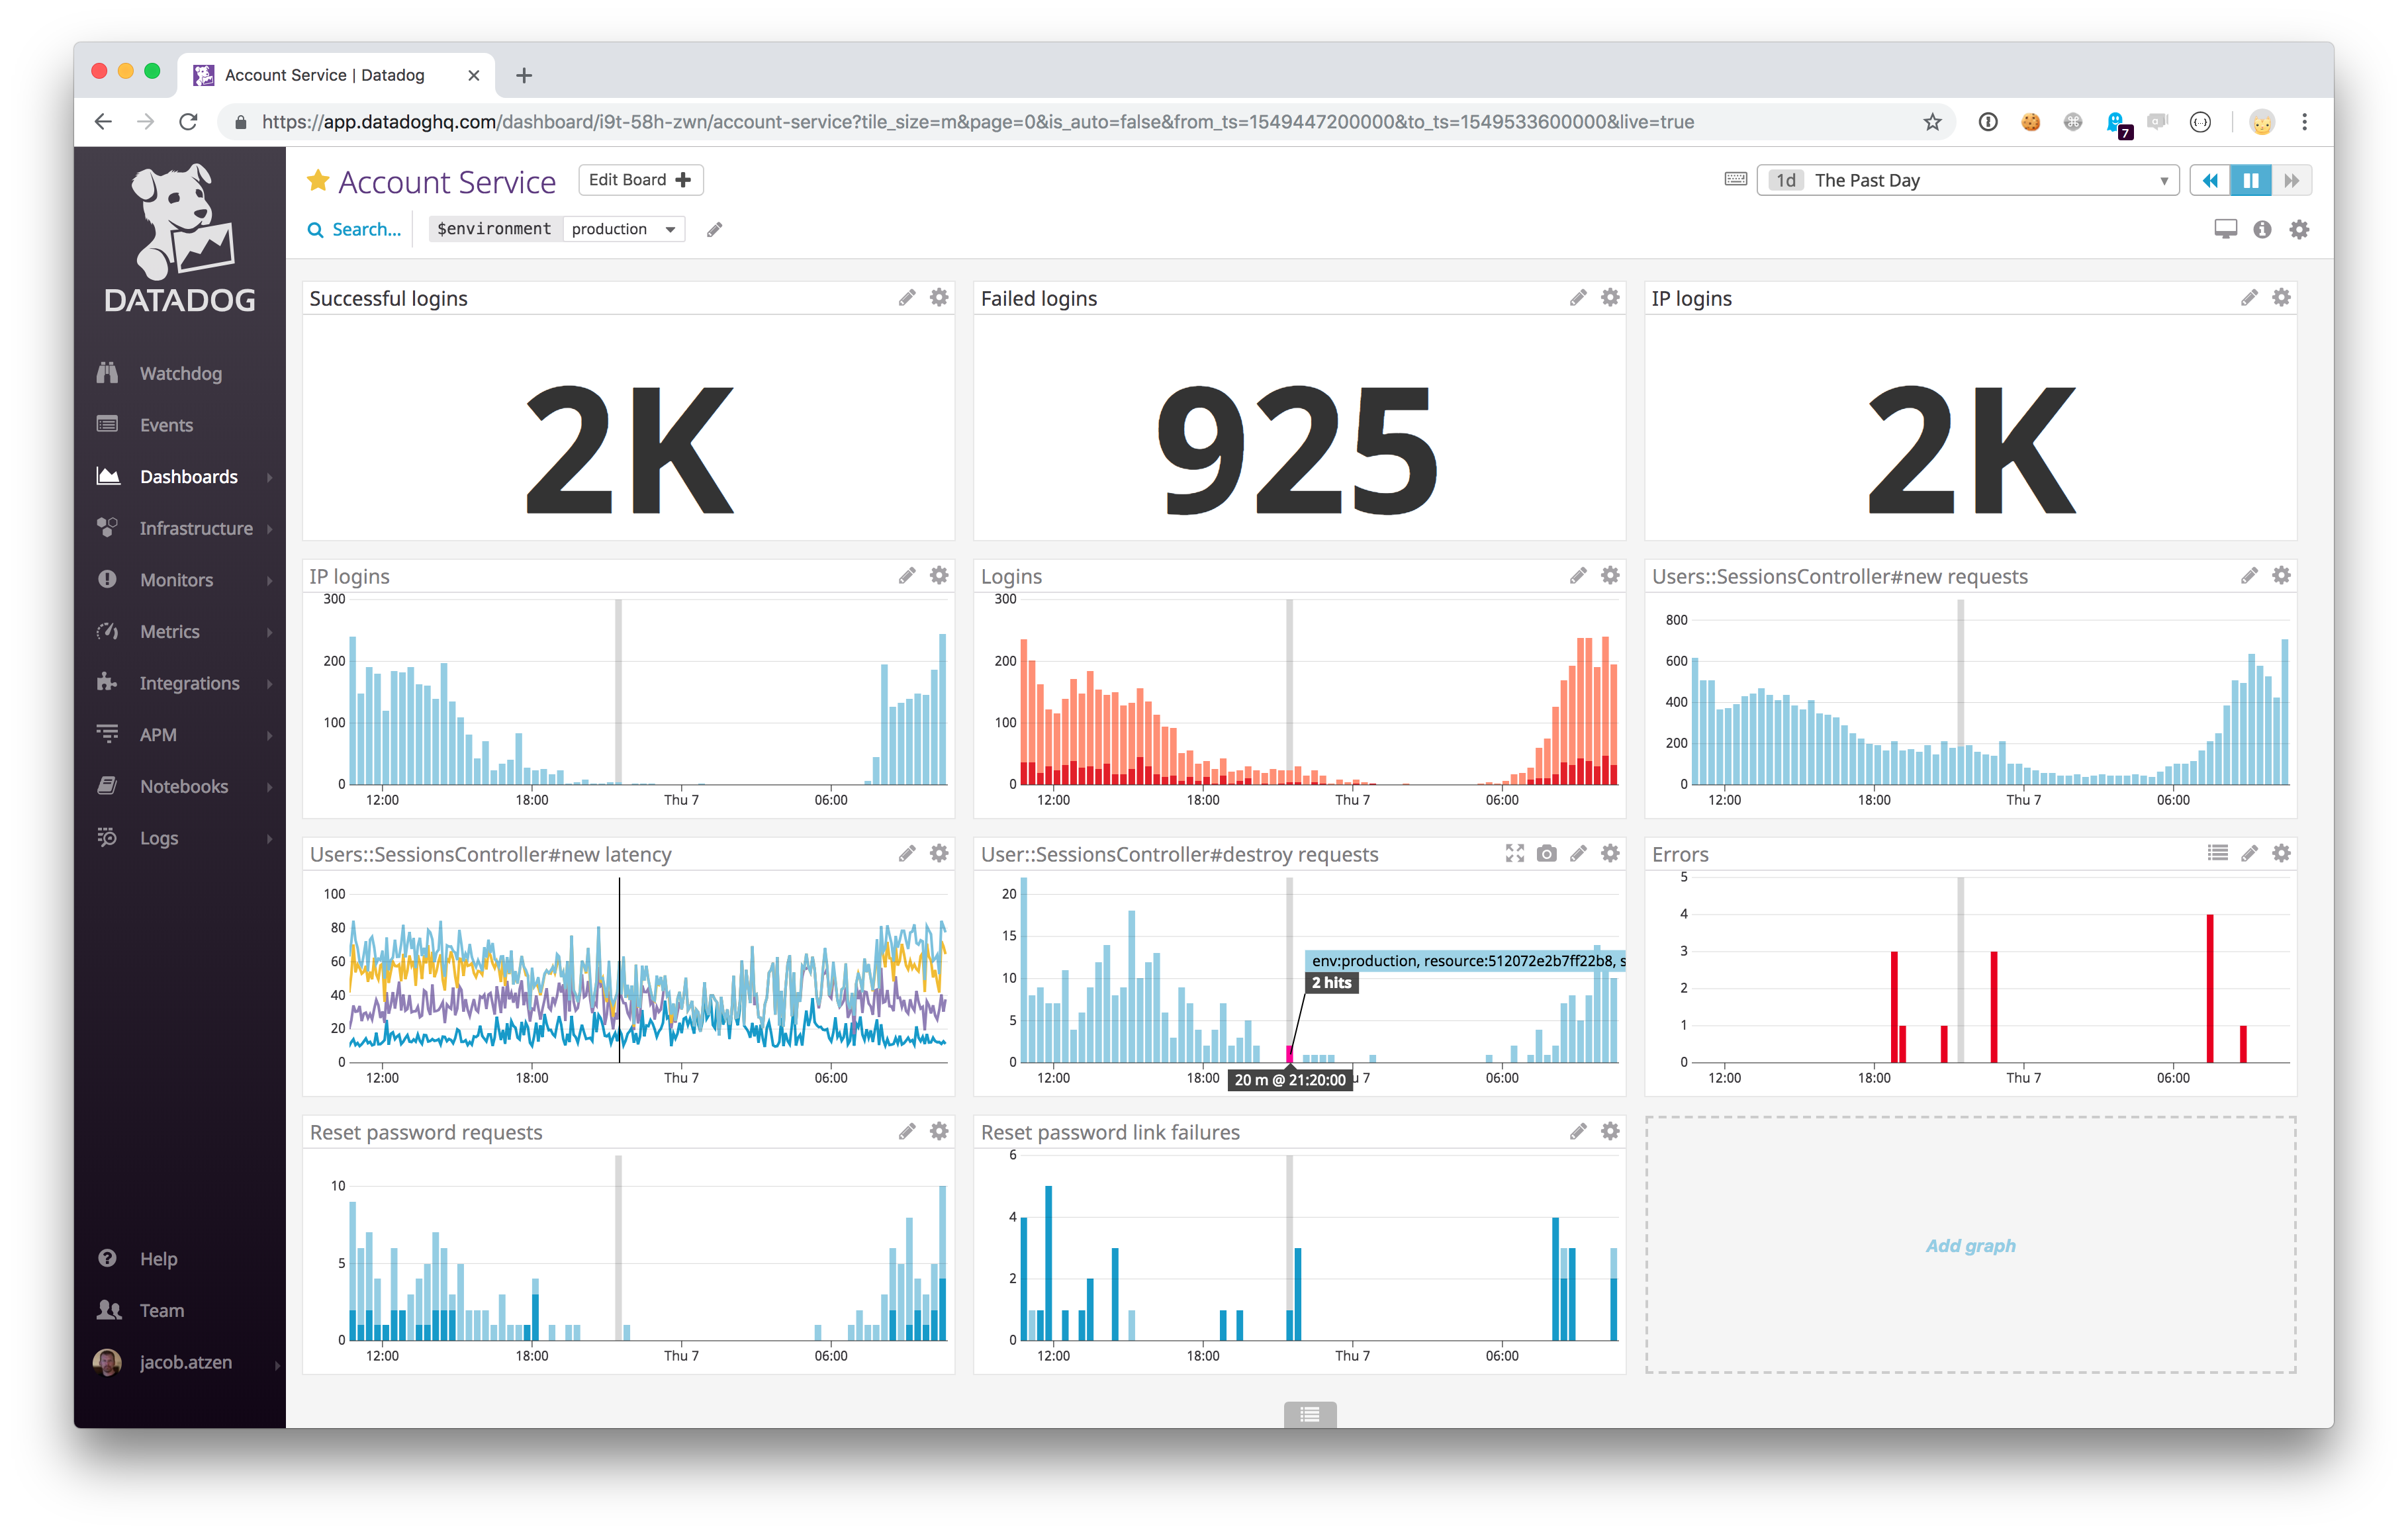 Account Service | Datadog
https://app.datadoghq.com/dashboard/i9t-58h-zwn/account-service?tile_size=m&page=0&is_auto=false&from_ts=1549447200000&to_ts=1549533600000&live=true
7
DATADOG
Watchdog
Events
Dashboards
Infrastructure
Monitors
Metrics
Integrations
APM
Notebooks
Logs
Help
Team
jacob.atzen
Account Service
Edit Board
1d The Past Day
Search...
$environment production
Successful logins
2K
Failed logins
925
IP logins
2K
IP logins
300
200
100
0
12:00 18:00 Thu 7 06:00
Logins
300
200
100
0
12:00 18:00 Thu 7 06:00
Users::SessionsController#new requests
800
600
400
200
0
12:00 18:00 Thu 7 06:00
Users::SessionsController#new latency
100
80
60
40
20
0
12:00 18:00 Thu 7 06:00
User::SessionsController#destroy requests
20
15
10
5
0
env:production, resource:512072e2b7ff22b8, s
2 hits
12:00 18:00 20 m @ 21:20:00 u 7 06:00
Errors
5
4
3
2
1
0
12:00 18:00 Thu 7 06:00
Reset password requests
10
5
0
12:00 18:00 Thu 7 06:00
Reset password link failures
6
4
2
0
12:00 18:00 Thu 7 06:00
Add graph